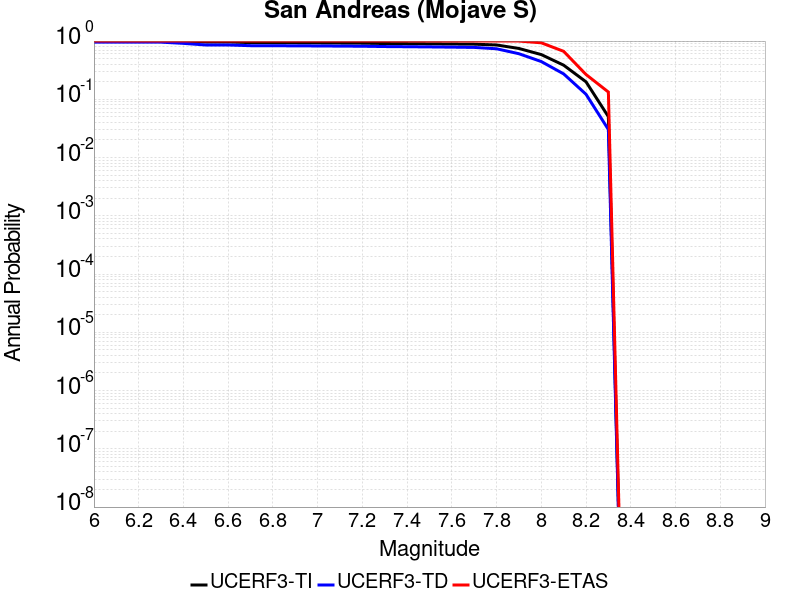 San Andreas (Mojave S)
10^0
10^-1
10^-2
10^-3
10^-4
10^-5
10^-6
10^-7
10^-8
Annual Probability
6 6.2 6.4 6.6 6.8 7 7.2 7.4 7.6 7.8 8 8.2 8.4 8.6 8.8 9
Magnitude
UCERF3-TI UCERF3-TD UCERF3-ETAS